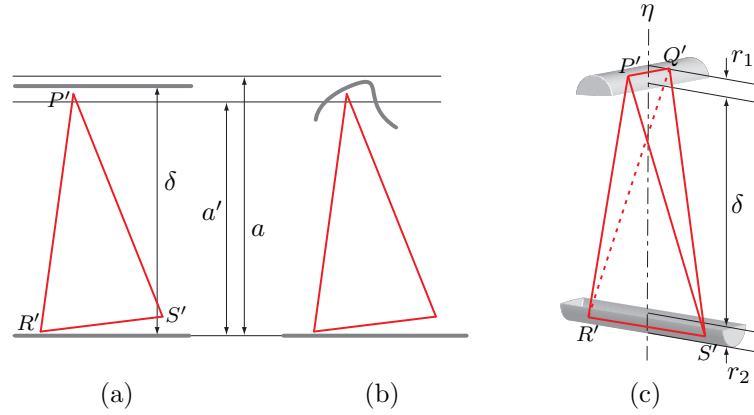 η
Q′
r₁
P′
P′
δ
a′
a
δ
R′
S′
R′
S′
r₂
(a)
(b)
(c)